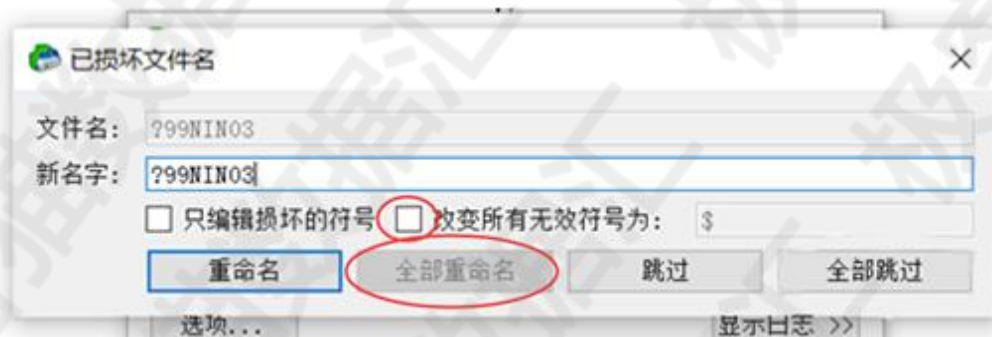 已损坏文件名
文件名: ?99NIN03
新名字: ?99NIN03
只编辑损坏的符号 改变所有无效符号为: $
重命名 全部重命名 跳过 全部跳过
选项... 显示日志 >>